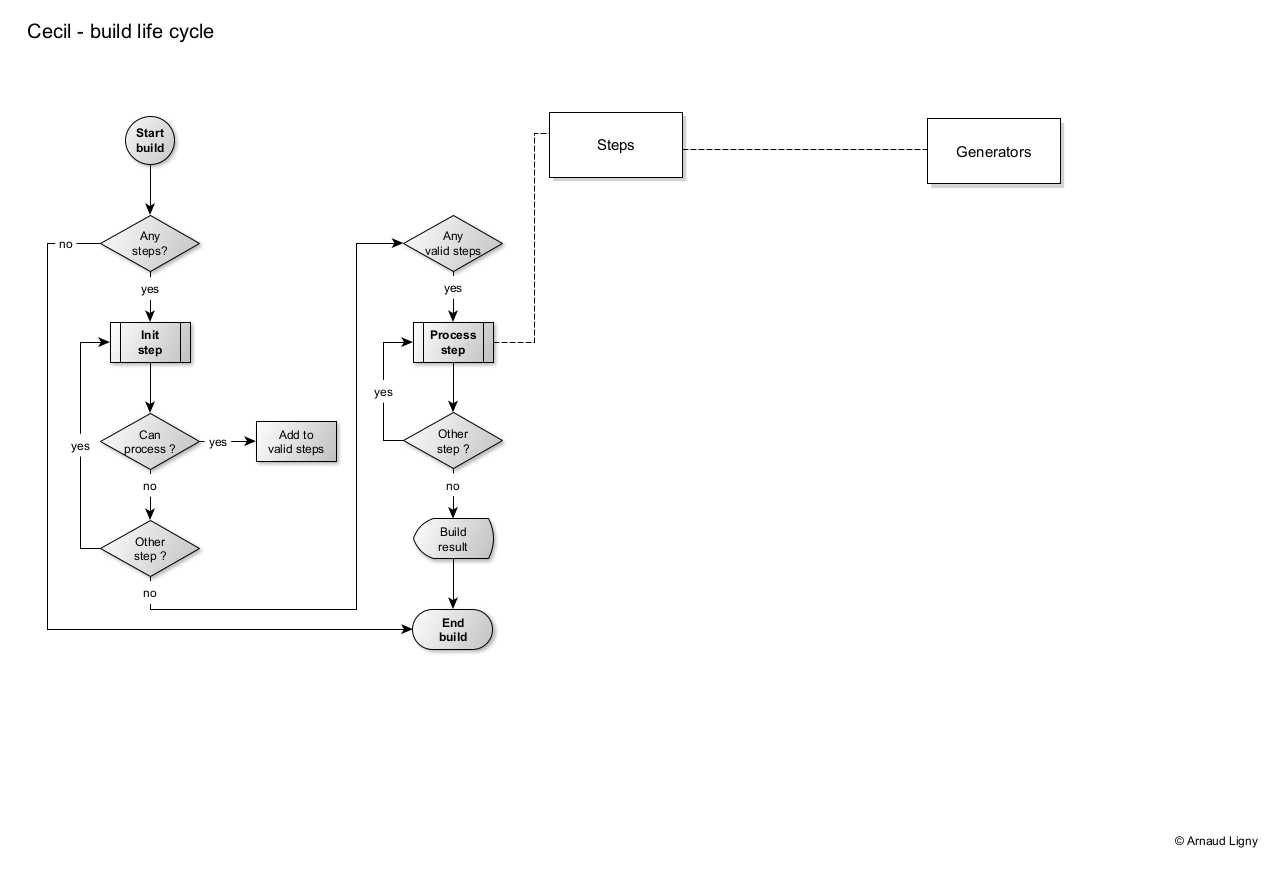 Cecil - build life cycle
Start
build
Any
steps?
no
yes
Init
step
Can
process ?
yes
Add to
valid steps
yes
no
Other
step ?
no
Any
valid steps
yes
Process
step
yes
Other
step ?
no
Build
result
End
build
Steps
Generators
© Arnaud Ligny